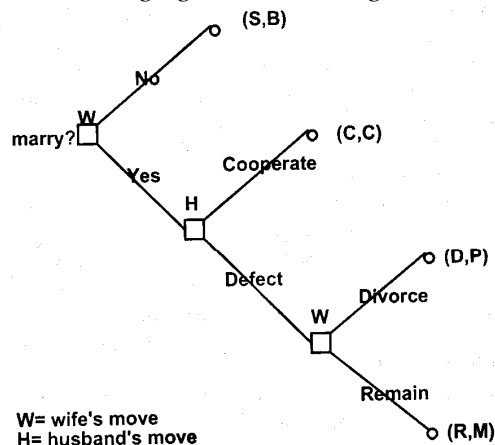 (S,B)
No
W
marry?
(C,C)
Cooperate
Yes
H
Defect
(D,P)
Divorce
W
Remain
(R,M)
W= wife's move
H= husband's move